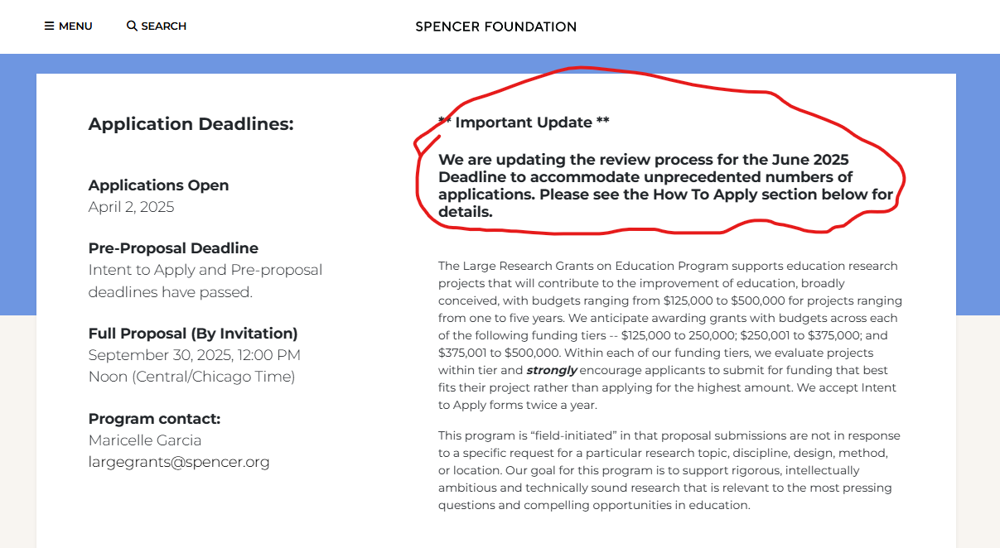 MENU
SEARCH
SPENCER FOUNDATION
Application Deadlines:
Applications Open
April 2, 2025
Pre-Proposal Deadline
Intent to Apply and Pre-proposal
deadlines have passed.
Full Proposal (By Invitation)
September 30, 2025, 12:00 PM
Noon (Central/Chicago Time)
Program contact:
Maricelle Garcia
largegrants@spencer.org
** Important Update **
We are updating the review process for the June 2025
Deadline to accommodate unprecedented numbers of
applications. Please see the How To Apply section below for
details.
The Large Research Grants on Education Program supports education research
projects that will contribute to the improvement of education, broadly
conceived, with budgets ranging from $125,000 to $500,000 for projects ranging
from one to five years. We anticipate awarding grants with budgets across each
of the following funding tiers -- $125,000 to 250,000; $250,001 to $375,000; and
$375,001 to $500,000. Within each of our funding tiers, we evaluate projects
within tier and strongly encourage applicants to submit for funding that best
fits their project rather than applying for the highest amount. We accept Intent
to Apply forms twice a year.
This program is “field-initiated” in that proposal submissions are not in response
to a specific request for a particular research topic, discipline, design, method,
or location. Our goal for this program is to support rigorous, intellectually
ambitious and technically sound research that is relevant to the most pressing
questions and compelling opportunities in education.